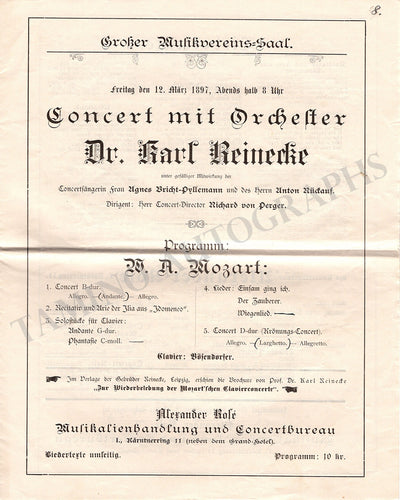 8.
Großer Musikvereins-Saal.
Freitag den 12. März 1897, Abends halb 8 Uhr
Concert mit Orchester
Dr. Karl Reinecke
unter gefälliger Mitwirkung der
Concertsängerin Frau Agnes Bricht-Pyllemann und des Herrn Anton Rückauf.
Dirigent: Herr Concert-Director Richard von Perger.
Programm:
W. A. Mozart:
1. Concert B-dur.
Allegro. (Andante.) Allegro.
2. Recitativ und Arie der Ilia aus „Idomeneo“.
3. Solostücke für Clavier:
Andante G-dur.
Phantasie C-moll.
4. Lieder: Einsam ging ich.
Der Zauberer.
Wiegenlied.
5. Concert D-dur (Krönungs-Concert).
Allegro. (Larghetto.) Allegretto.
Clavier: Bösendorfer.
Im Verlage der Gebrüder Reinecke, Leipzig, erschien die Brochure von Prof. Dr. Karl Reinecke
„Zur Wiederbelebung der Mozart'schen Clavierconcerte“.
Alexander Rosé
Musikalienhandlung und Concertbureau
I., Kärntnerring 11 (neben dem Grand-Hotel).
Liedertexte umseitig. Programm: 10 kr.
TAMINO AUTOGRAPHS